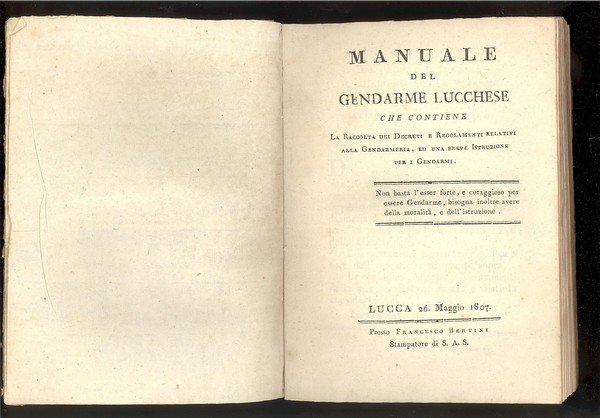 MANUALE
DEL
GENDARME LUCCHESE
CHE CONTIENE
LA RACCOLTA DEI DECRETI E REGOLAMENTI RELATIVI
ALLA GENDARMERIA, ED UNA BREVE ISTRUZIONE
PER I GENDARMI.
Non basta l'esser forte, e coraggioso per
essere Gendarme, bisogna inoltre avere
della moralità, e dell'istruzione.
LUCCA 26. Maggio 1807.
Presso FRANCESCO BERTINI
Stampatore di S. A. S.